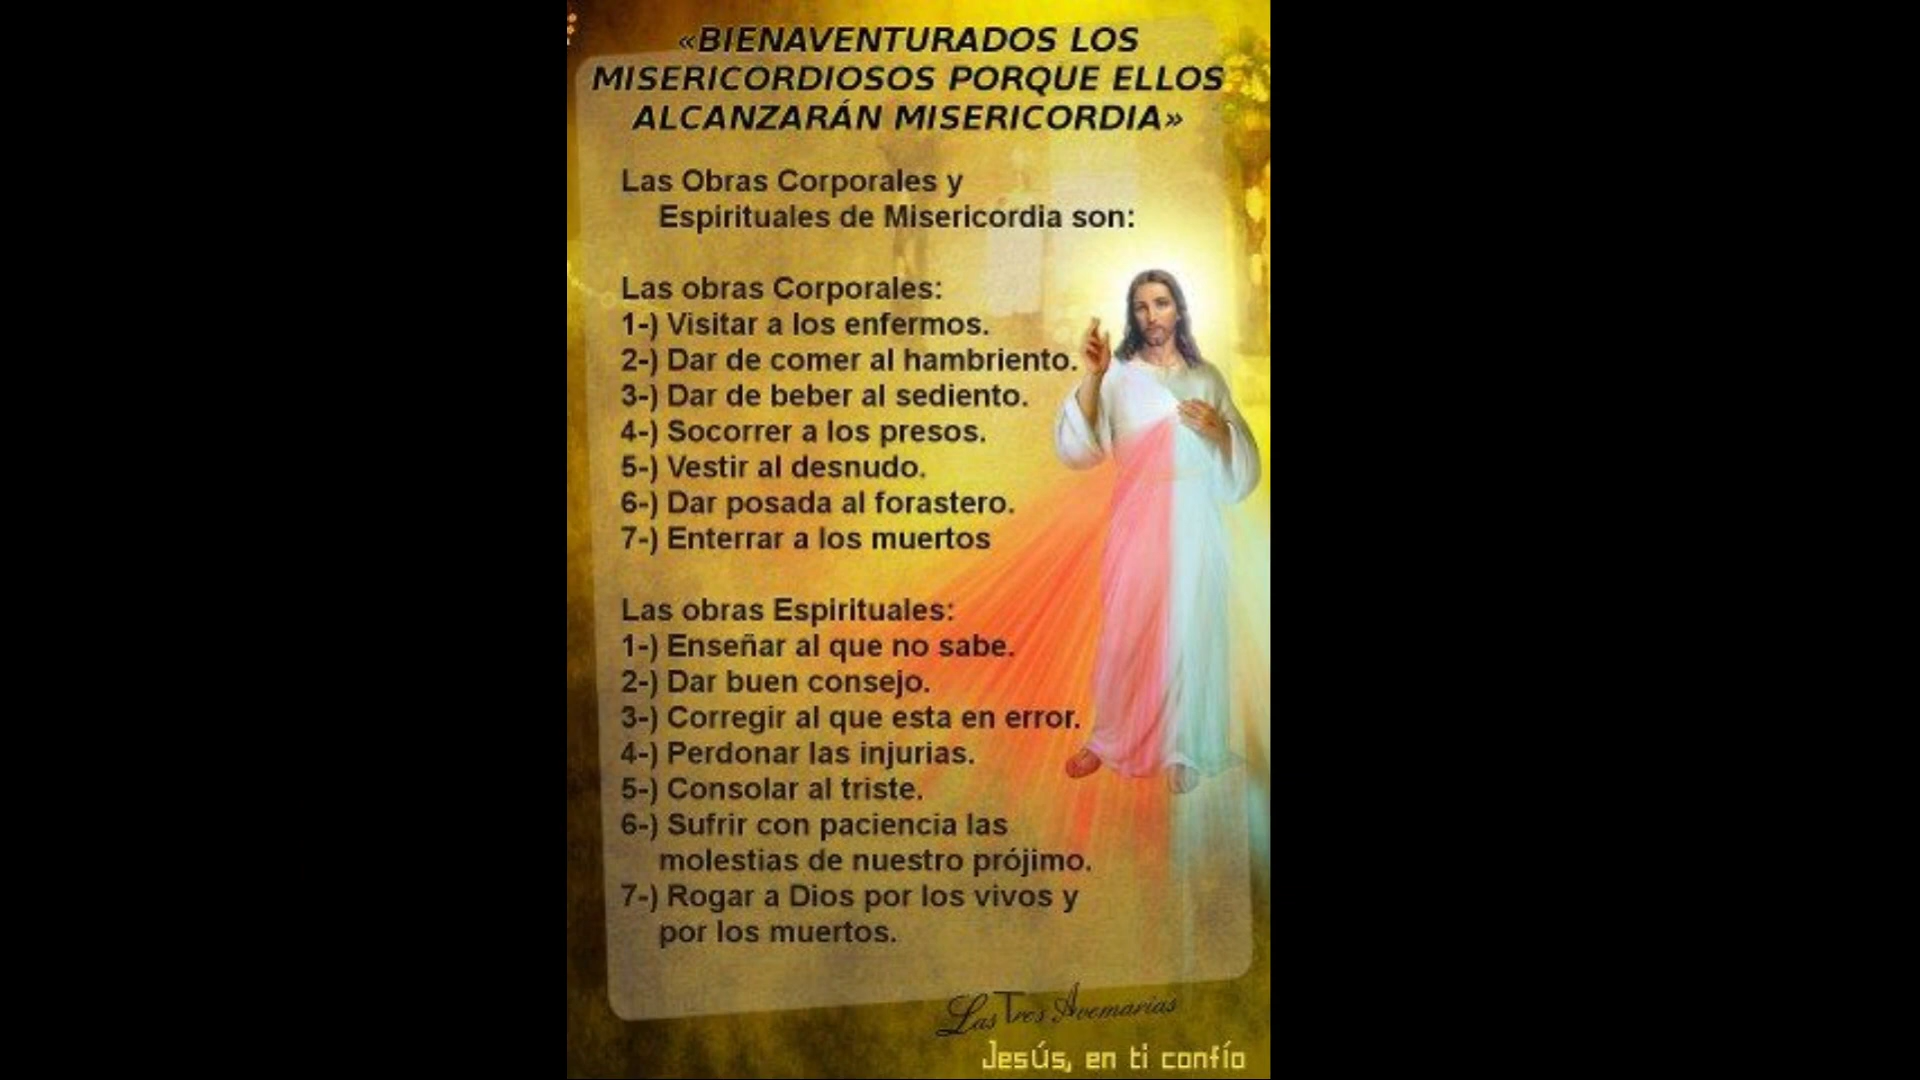 «BIENAVENTURADOS LOS
MISERICORDIOSOS PORQUE ELLOS
ALCANZARÁN MISERICORDIA»
Las Obras Corporales y
Espirituales de Misericordia son:
Las obras Corporales:
1-) Visitar a los enfermos.
2-) Dar de comer al hambriento.
3-) Dar de beber al sediento.
4-) Socorrer a los presos.
5-) Vestir al desnudo.
6-) Dar posada al forastero.
7-) Enterrar a los muertos
Las obras Espirituales:
1-) Enseñar al que no sabe.
2-) Dar buen consejo.
3-) Corregir al que esta en error.
4-) Perdonar las injurias.
5-) Consolar al triste.
6-) Sufrir con paciencia las
molestias de nuestro prójimo.
7-) Rogar a Dios por los vivos y
por los muertos.
Las Tres Avemarías
Jesús, en ti confío